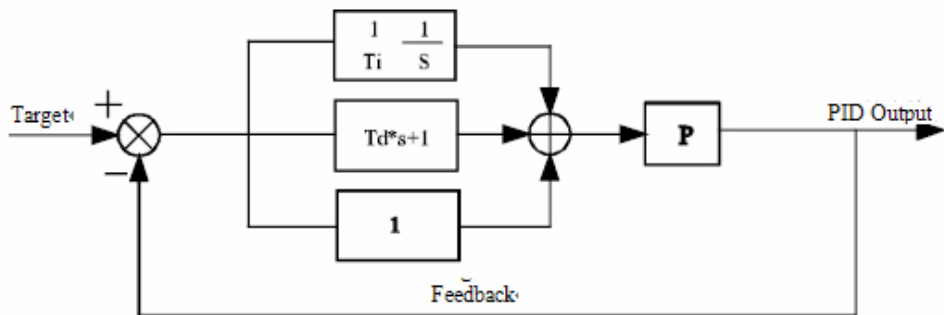 1 1
Ti S
+
Target
PID Output
Td*s+1
P
−
1
Feedback